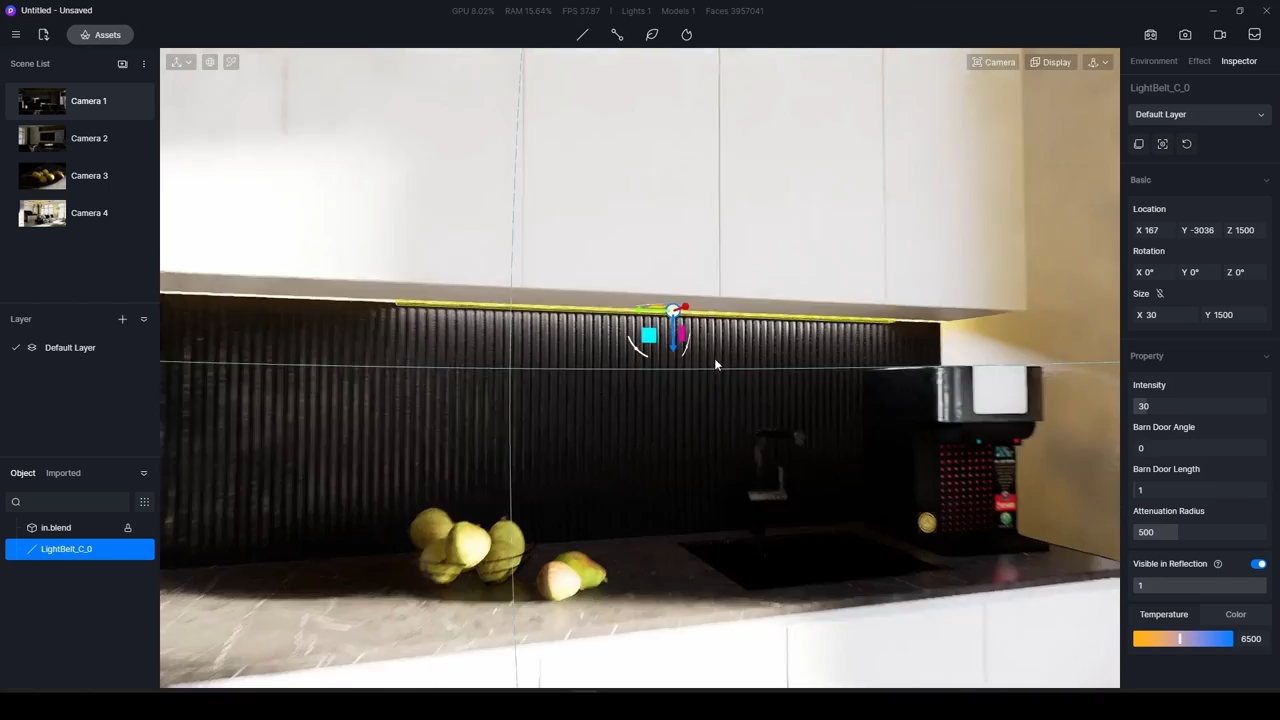 Untitled - Unsaved
GPU 8.02% RAM 15.64% FPS 37.87 Lights 1 Models 1 Faces 3957041
Assets
Scene List
Camera 1
Camera 2
Camera 3
Camera 4
Layer
Default Layer
Object Imported
in.blend
LightBelt_C_0
Camera
Display
Environment Effect Inspector
LightBelt_C_0
Default Layer
Basic
Location
X 167 Y -3036 Z 1500
Rotation
X 0° Y 0° Z 0°
Size
X 30 Y 1500
Property
Intensity
30
Barn Door Angle
0
Barn Door Length
1
Attenuation Radius
500
Visible in Reflection
1
Temperature Color
6500